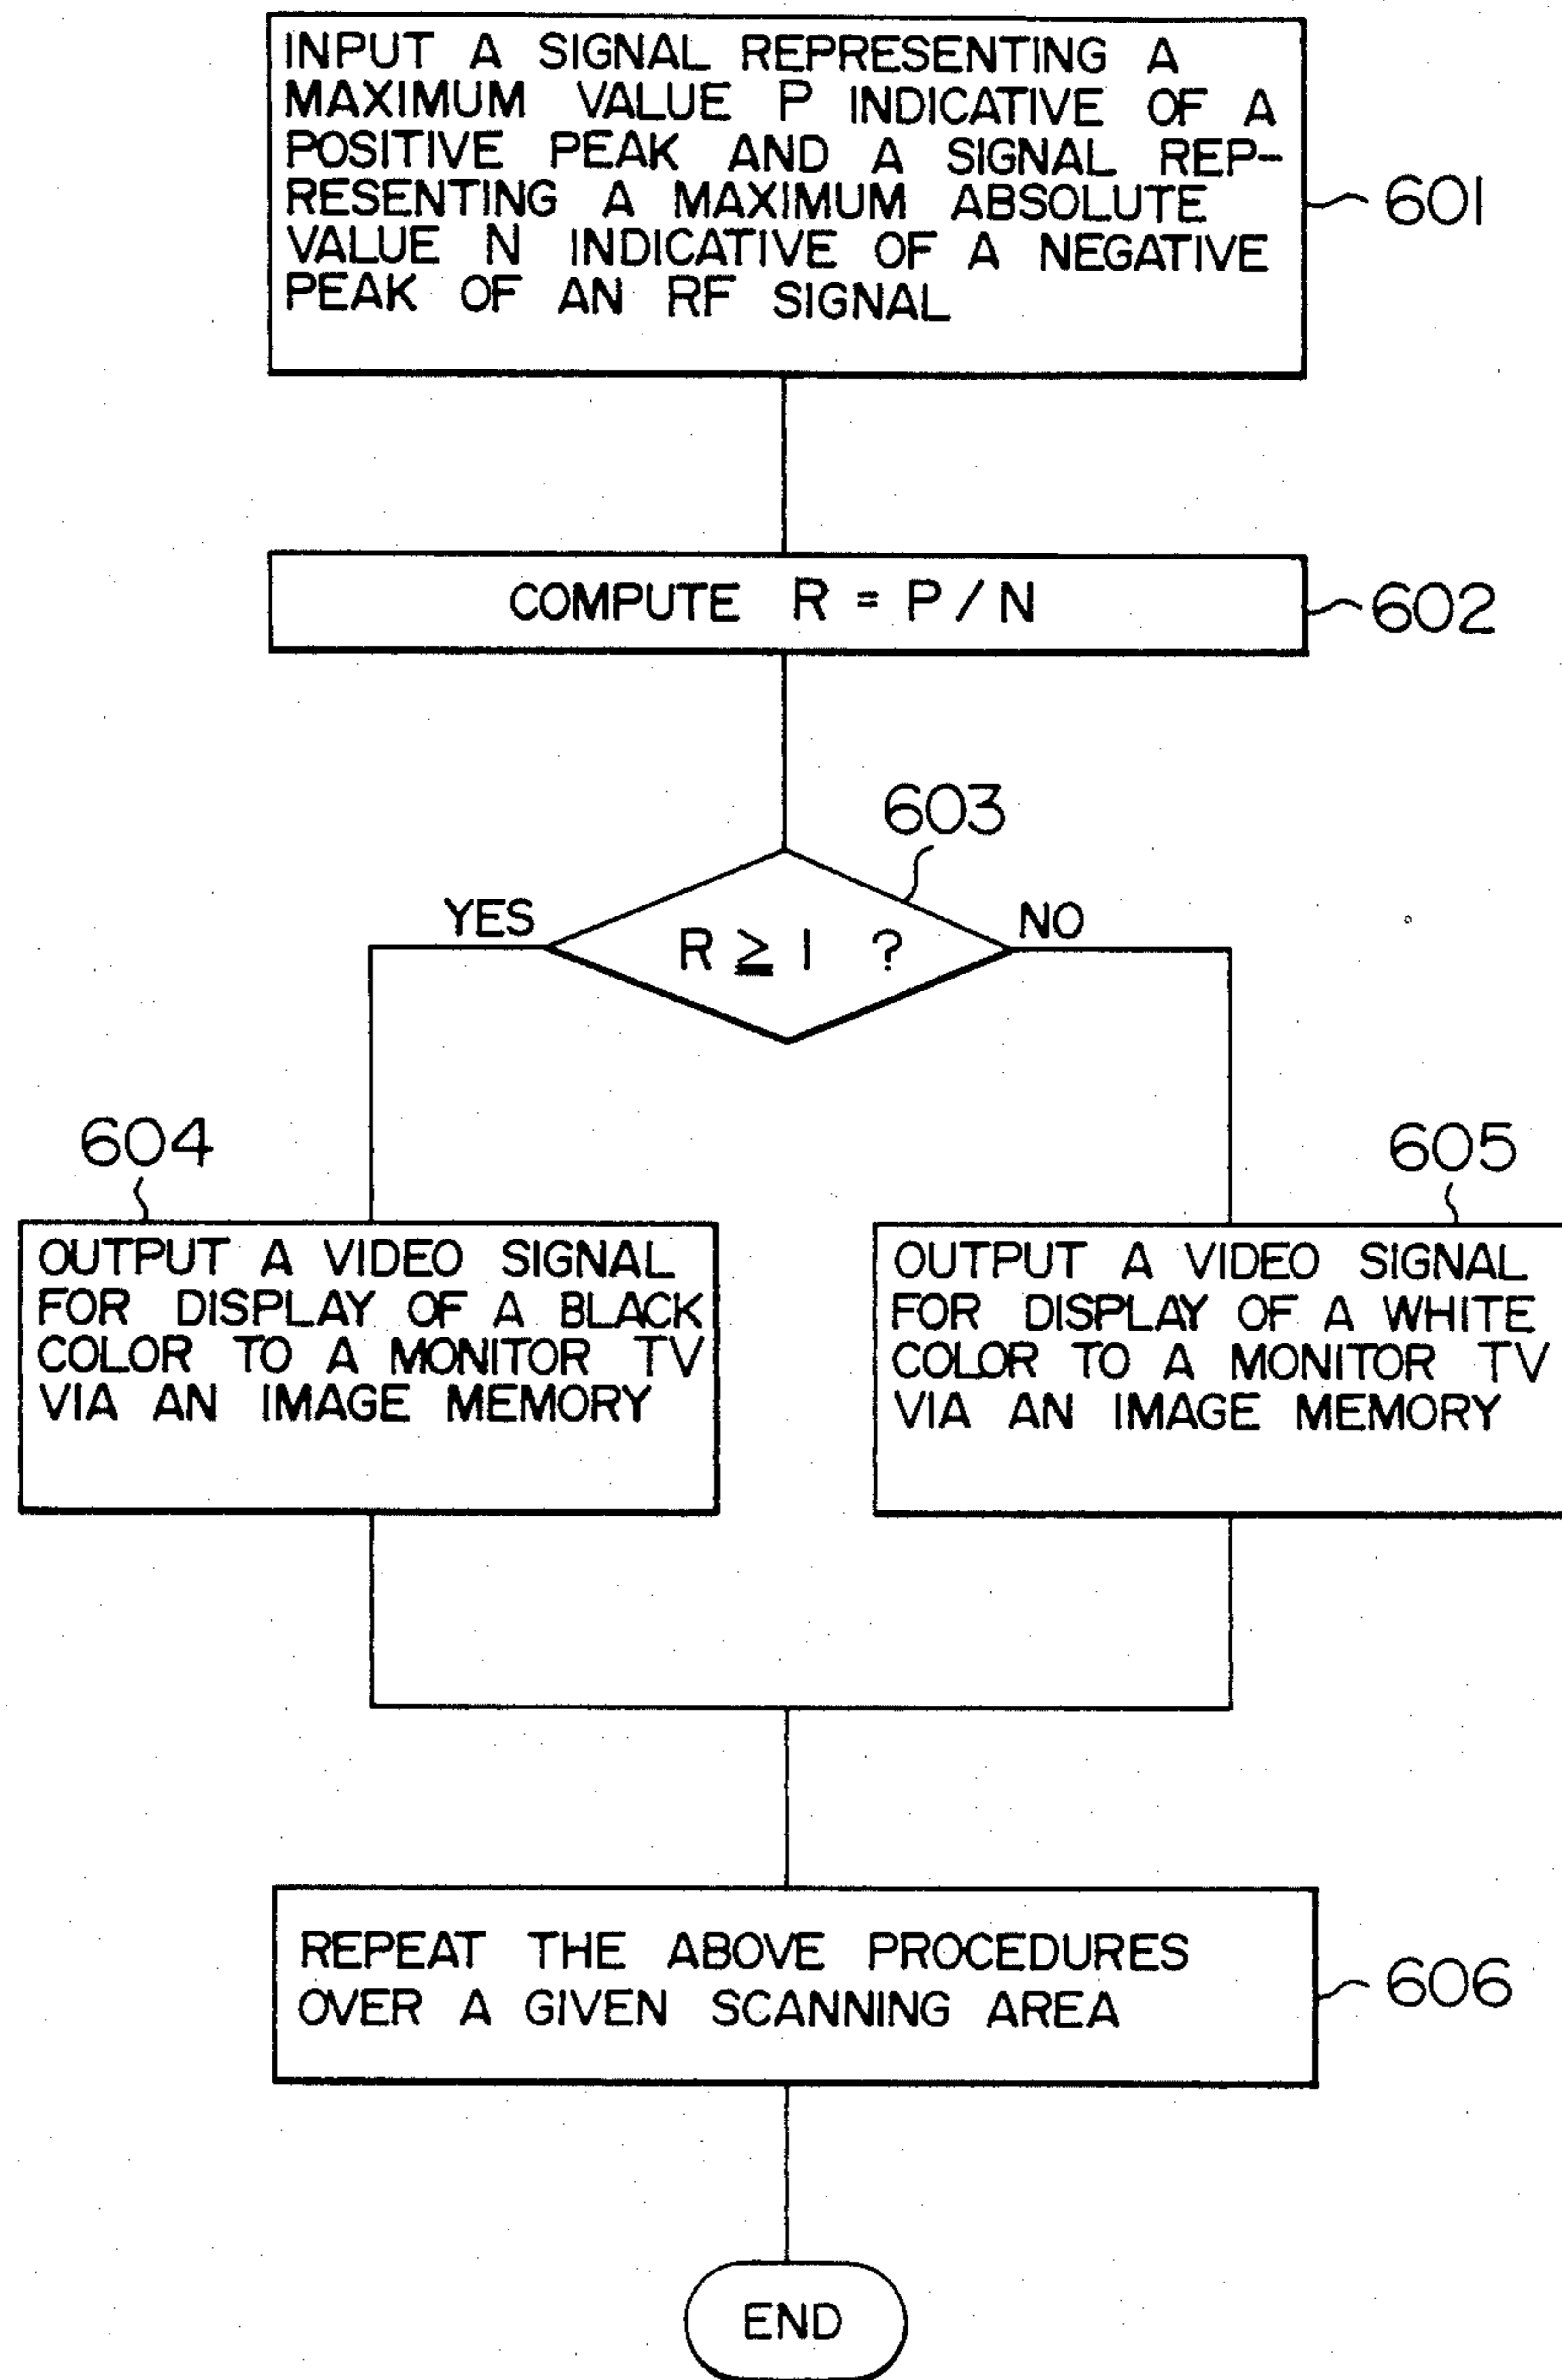 INPUT A SIGNAL REPRESENTING A
MAXIMUM VALUE P INDICATIVE OF A
POSITIVE PEAK AND A SIGNAL REP-
RESENTING A MAXIMUM ABSOLUTE
VALUE N INDICATIVE OF A NEGATIVE
PEAK OF AN RF SIGNAL
601
COMPUTE R = P / N
602
603
YES
R ≧ 1 ?
NO
604
OUTPUT A VIDEO SIGNAL
FOR DISPLAY OF A BLACK
COLOR TO A MONITOR TV
VIA AN IMAGE MEMORY
605
OUTPUT A VIDEO SIGNAL
FOR DISPLAY OF A WHITE
COLOR TO A MONITOR TV
VIA AN IMAGE MEMORY
REPEAT THE ABOVE PROCEDURES
OVER A GIVEN SCANNING AREA
606
END